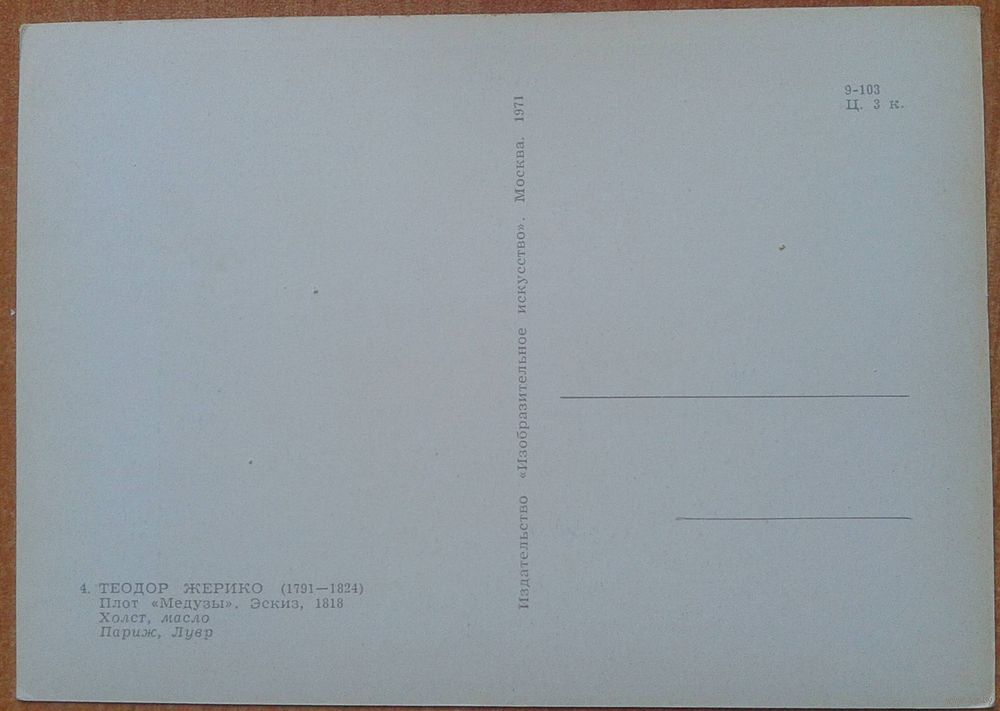 9-103
Ц. 3 к.
Издательство «Изобразительное искусство». Москва. 1971
4. ТЕОДОР ЖЕРИКО (1791—1824)
Плот «Медузы». Эскиз, 1818
Холст, масло
Париж, Лувр